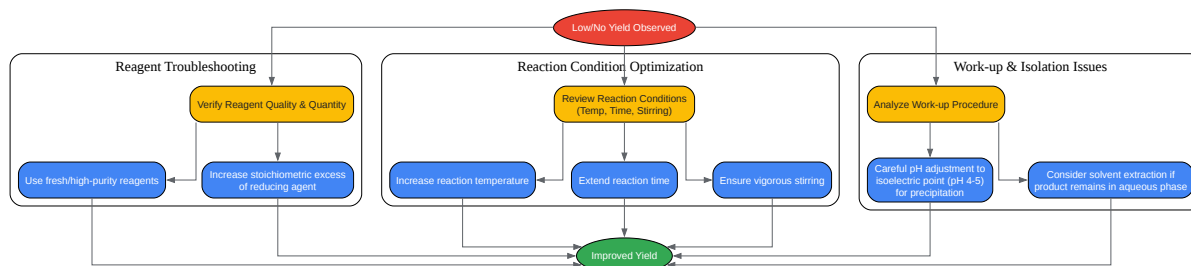 Low/No Yield Observed
Reagent Troubleshooting
Verify Reagent Quality & Quantity
Use fresh/high-purity reagents
Increase stoichiometric excess
of reducing agent
Reaction Condition Optimization
Review Reaction Conditions
(Temp, Time, Stirring)
Increase reaction temperature
Extend reaction time
Ensure vigorous stirring
Work-up & Isolation Issues
Analyze Work-up Procedure
Careful pH adjustment to
isoelectric point (pH 4-5)
for precipitation
Consider solvent extraction if
product remains in aqueous phase
Improved Yield